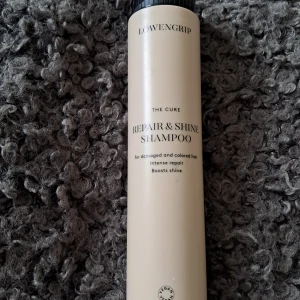 LÖWENGRIP
THE CURE
REPAIR & SHINE
SHAMPOO
for damaged and colored hair
Intense repair
Boosts shine